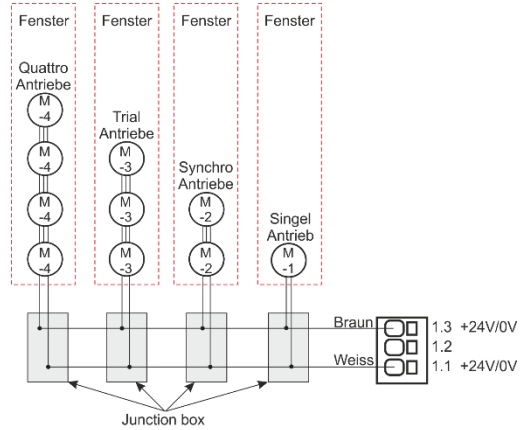 Fenster
Fenster
Fenster
Fenster
Quattro
Antriebe
M
-4
M
-4
M
-4
M
-4
Trial
Antriebe
M
-3
M
-3
M
-3
Synchro
Antriebe
M
-2
M
-2
Singel
Antrieb
M
-1
Braun
1.3 +24V/0V
1.2
Weiss
1.1 +24V/0V
Junction box